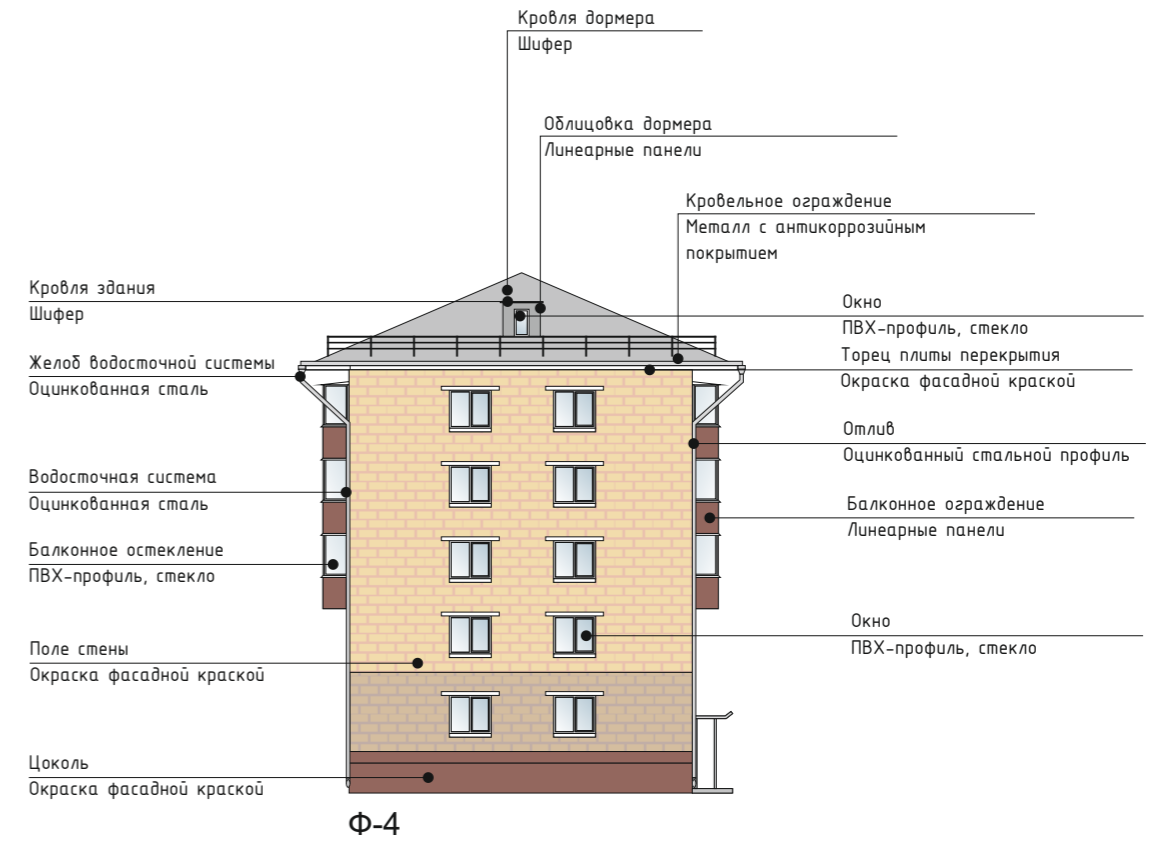 Кровля дормера
Шифер
Облицовка дормера
Линеарные панели
Кровельное ограждение
Металл с антикоррозийным
покрытием
Кровля здания
Шифер
Окно
ПВХ-профиль, стекло
Желоб водосточной системы
Оцинкованная сталь
Торец плиты перекрытия
Окраска фасадной краской
Отлив
Оцинкованный стальной профиль
Водосточная система
Оцинкованная сталь
Балконное ограждение
Линеарные панели
Балконное остекление
ПВХ-профиль, стекло
Окно
ПВХ-профиль, стекло
Поле стены
Окраска фасадной краской
Цоколь
Окраска фасадной краской
Ф-4